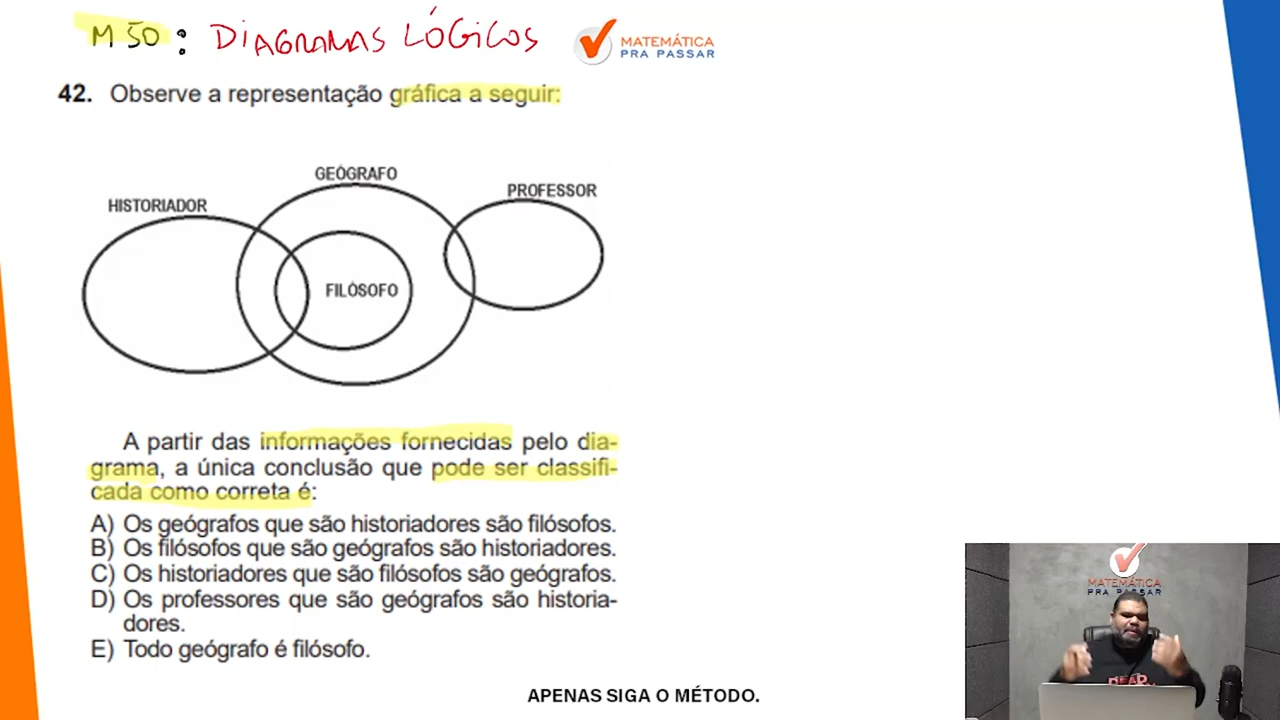 M 50 : DIAGRAMAS LÓGICOS
MATEMÁTICA
PRA PASSAR
42. Observe a representação gráfica a seguir:
GEÓGRAFO
PROFESSOR
HISTORIADOR
FILÓSOFO
A partir das informações fornecidas pelo dia-
grama, a única conclusão que pode ser classifi-
cada como correta é:
A) Os geógrafos que são historiadores são filósofos.
B) Os filósofos que são geógrafos são historiadores.
C) Os historiadores que são filósofos são geógrafos.
D) Os professores que são geógrafos são historia-
dores.
E) Todo geógrafo é filósofo.
MATEMÁTICA
PRA PASSAR
APENAS SIGA O MÉTODO.